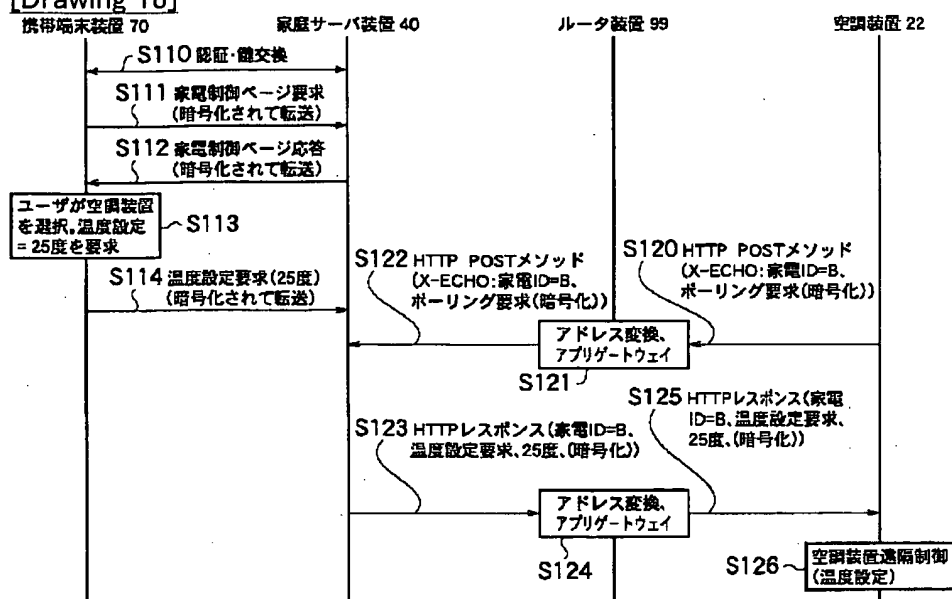 [Drawing 18]
携帯端末装置 70
家庭サーバ装置 40
ルータ装置 99
空調装置 22
S110 認証・鍵交換
S111 家電制御ページ要求
(暗号化されて転送)
S112 家電制御ページ応答
(暗号化されて転送)
ユーザが空調装置
を選択。温度設定
= 25度を要求
S113
S114 温度設定要求(25度)
(暗号化されて転送)
S122 HTTP POSTメソッド
(X-ECHO:家電ID=B、
ポーリング要求(暗号化))
S120 HTTP POSTメソッド
(X-ECHO:家電ID=B、
ポーリング要求(暗号化))
アドレス変換、
アプリゲートウェイ
S121
S125 HTTPレスポンス(家電
ID=B、温度設定要求、
25度、(暗号化))
S123 HTTPレスポンス(家電ID=B、
温度設定要求、25度、(暗号化))
アドレス変換、
アプリゲートウェイ
S124
S126
空調装置遠隔制御
(温度設定)